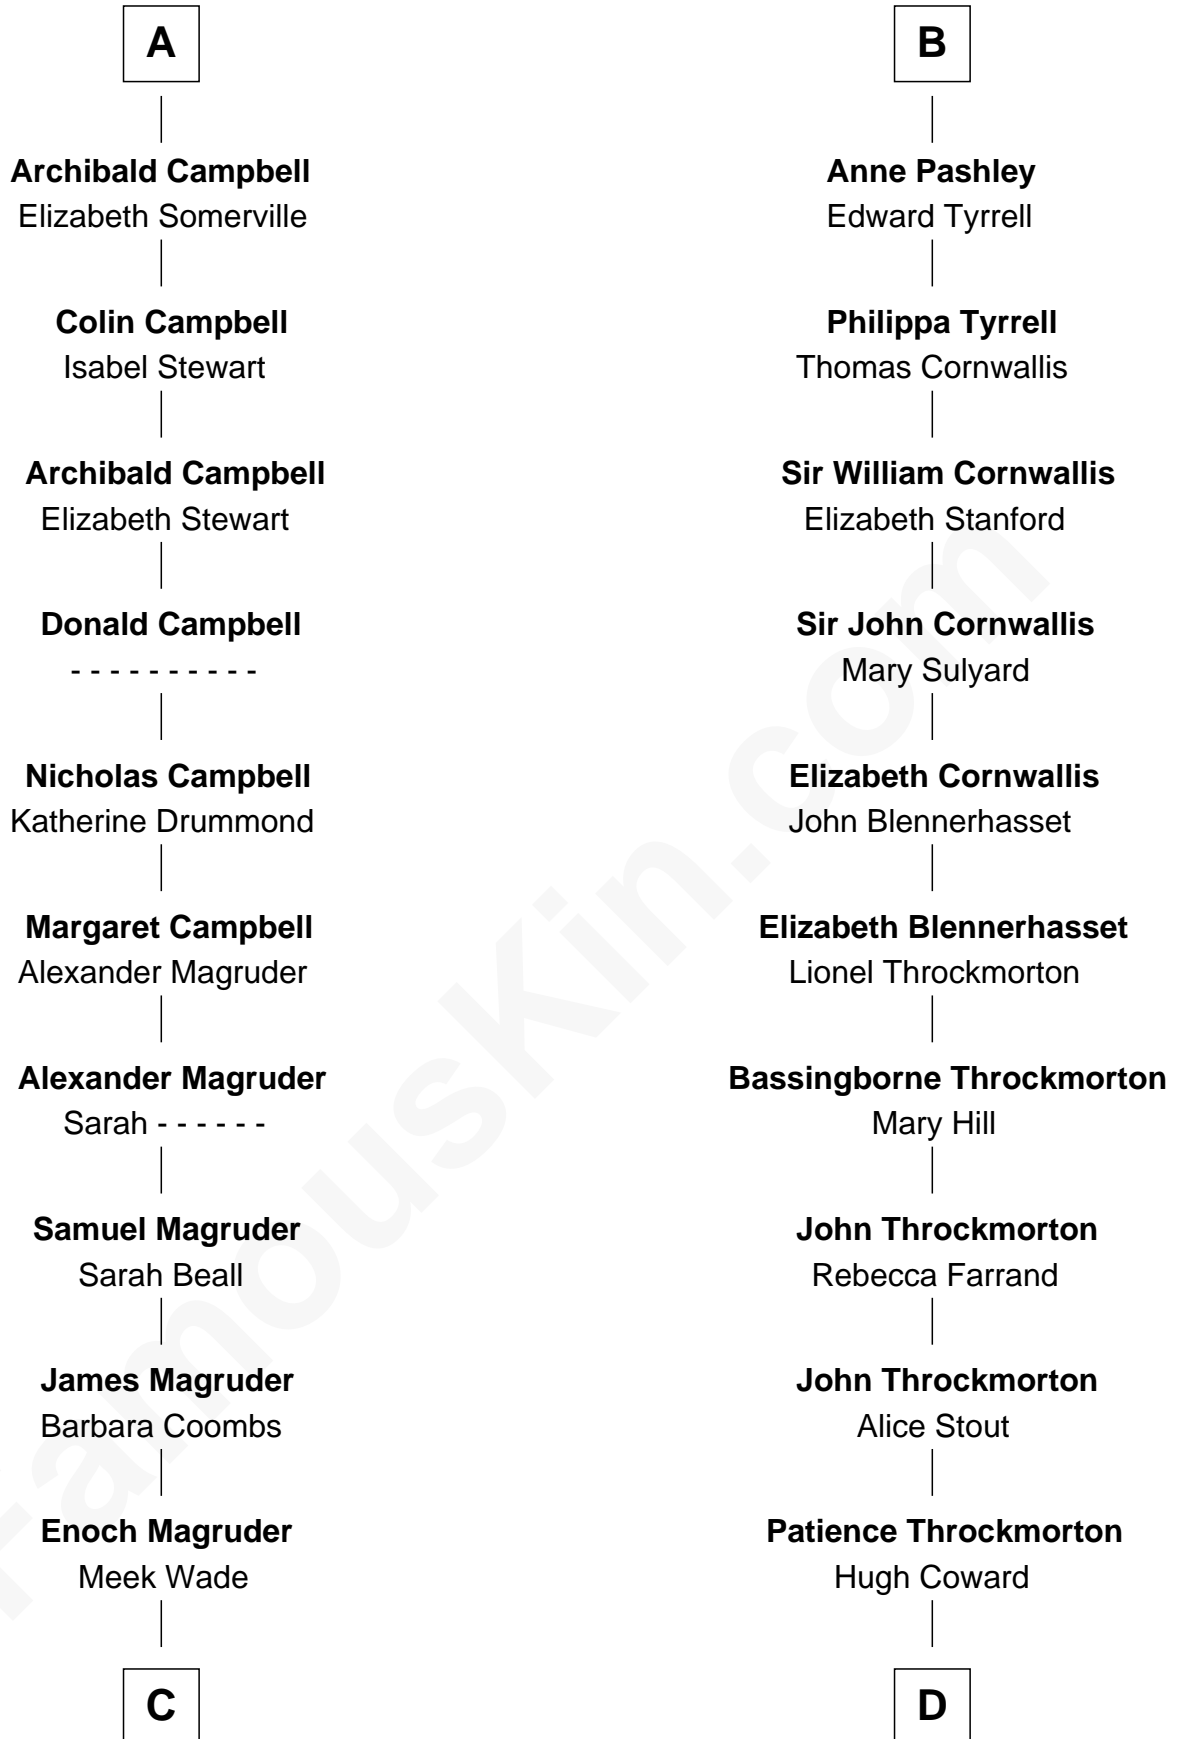 A
Archibald Campbell
Elizabeth Somerville
Colin Campbell
Isabel Stewart
Archibald Campbell
Elizabeth Stewart
Donald Campbell
- - - - - - - - - -
Nicholas Campbell
Katherine Drummond
Margaret Campbell
Alexander Magruder
Alexander Magruder
Sarah - - - - - -
Samuel Magruder
Sarah Beall
James Magruder
Barbara Coombs
Enoch Magruder
Meek Wade
C
B
Anne Pashley
Edward Tyrrell
Philippa Tyrrell
Thomas Cornwallis
Sir William Cornwallis
Elizabeth Stanford
Sir John Cornwallis
Mary Sulyard
Elizabeth Cornwallis
John Blennerhasset
Elizabeth Blennerhasset
Lionel Throckmorton
Bassingborne Throckmorton
Mary Hill
John Throckmorton
Rebecca Farrand
John Throckmorton
Alice Stout
Patience Throckmorton
Hugh Coward
D
FamousKin.com